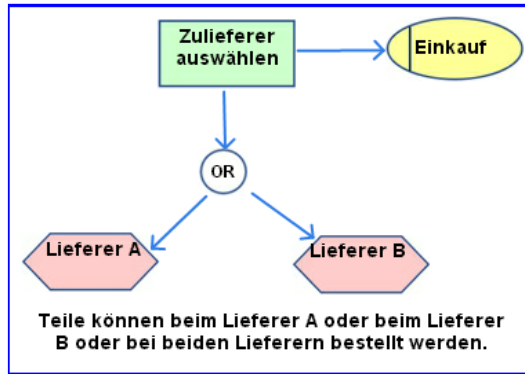 Zulieferer
auswählen
Einkauf
OR
Lieferer A
Lieferer B
Teile können beim Lieferer A oder beim Lieferer
B oder bei beiden Lieferern bestellt werden.